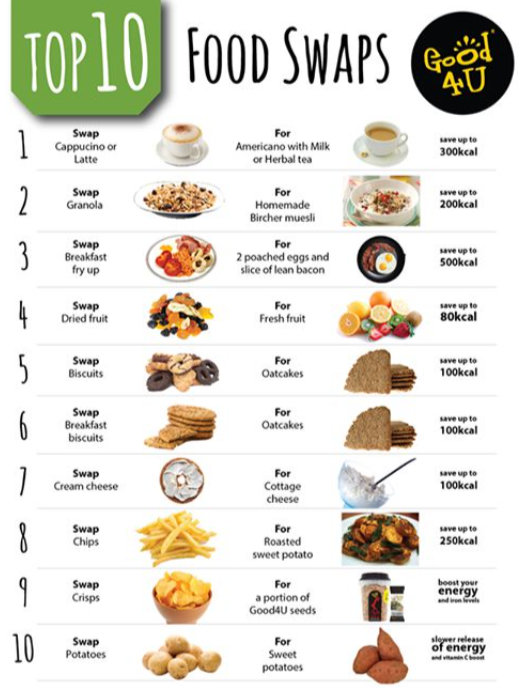 TOP 10 FOOD SWAPS
Good
4U
1
Swap
Cappucino or
Latte
For
Americano with Milk
or Herbal tea
save up to
300kcal
2
Swap
Granola
For
Homemade
Bircher muesli
save up to
200kcal
3
Swap
Breakfast
fry up
For
2 poached eggs and
slice of lean bacon
save up to
500kcal
4
Swap
Dried fruit
For
Fresh fruit
save up to
80kcal
5
Swap
Biscuits
For
Oatcakes
save up to
100kcal
6
Swap
Breakfast
biscuits
For
Oatcakes
save up to
100kcal
7
Swap
Cream cheese
For
Cottage
cheese
save up to
100kcal
8
Swap
Chips
For
Roasted
sweet potato
save up to
250kcal
9
Swap
Crisps
For
a portion of
Good4U seeds
boost your
energy
and iron levels
10
Swap
Potatoes
For
Sweet
potatoes
slower release
of energy
and vitamin C boost